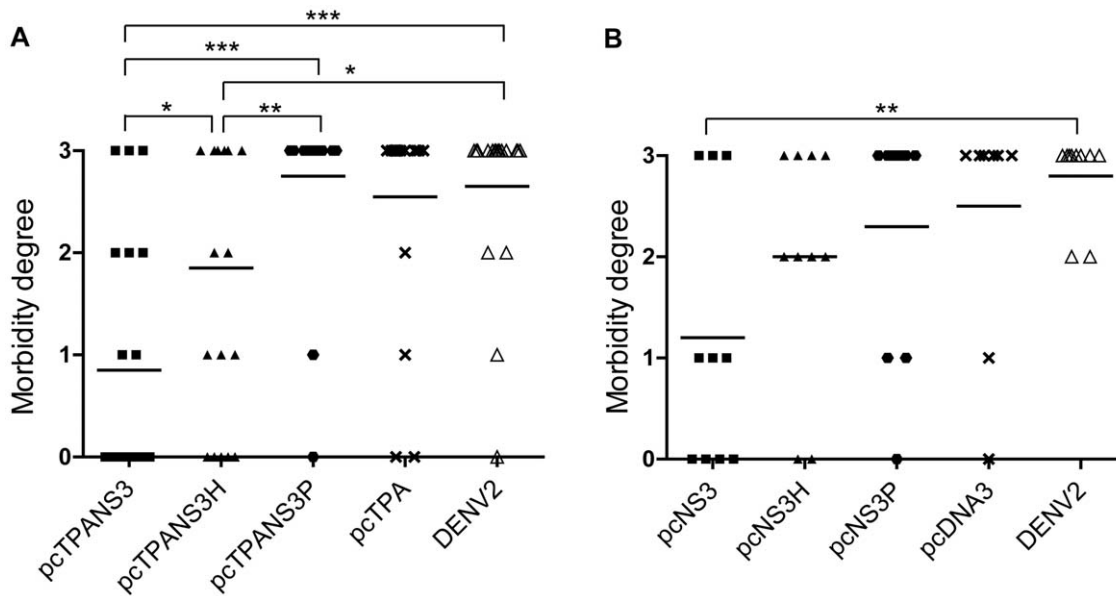 A
***
***
*
*
**
Morbidity degree
3
2
1
0
pcTPANS3
pcTPANS3H
pcTPANS3P
pcTPA
DENV2
B
**
Morbidity degree
3
2
1
0
pcNS3
pcNS3H
pcNS3P
pcDNA3
DENV2